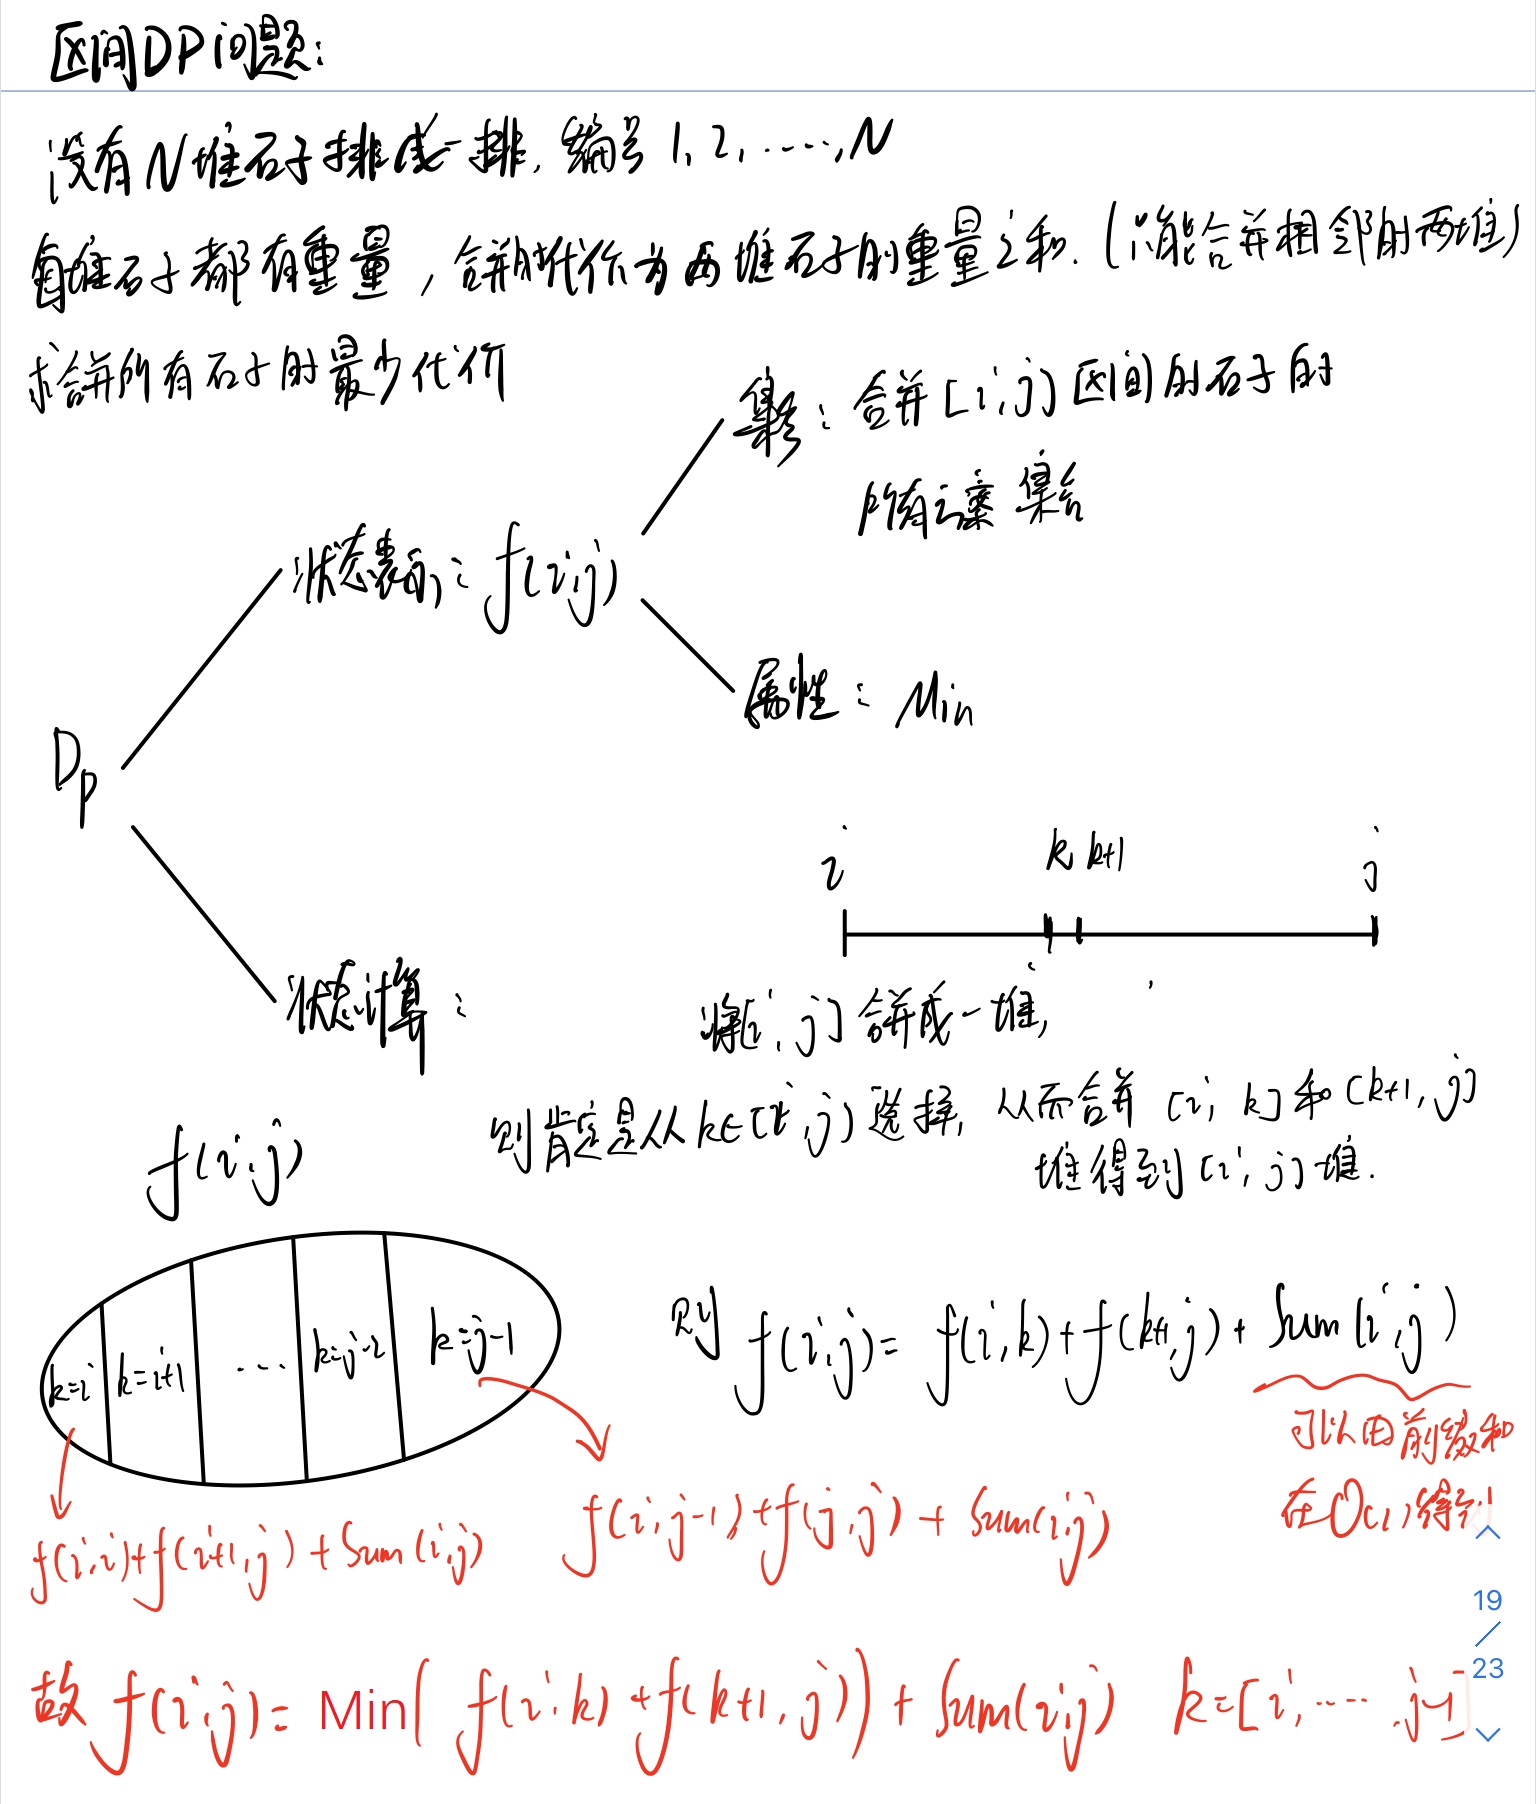 区间DP问题:
设有N堆石子排成一排, 编号 1, 2, ....., N
每堆石子都有重量, 合并时代价为两堆石子的重量之和. (只能合并相邻的两堆)
求合并所有石子的最少代价
集合: 合并[i,j]区间的石子的
所有方案集合
状态表示: f(i,j)
属性: Min
Dp
i k k+1 j
状态计算:
将[i,j]合并成一堆,
则肯定是从k∈[i,j)选择, 从而合并 [i, k]和[k+1, j]
堆得到[i,j]堆.
f(i,j)
k=i k=i+1 ... k=j-2 k=j-1
则 f(i,j)= f(i,k)+f(k+1,j)+Sum(i,j)
可以由前缀和
在O(1)得到
f(i,i)+f(i+1,j)+Sum(i,j)
f(i,j-1)+f(j,j)+Sum(i,j)
19
/
23
故 f(i,j)= Min( f(i,k)+f(k+1,j))+Sum(i,j) k=[i, ..... ,j-1]